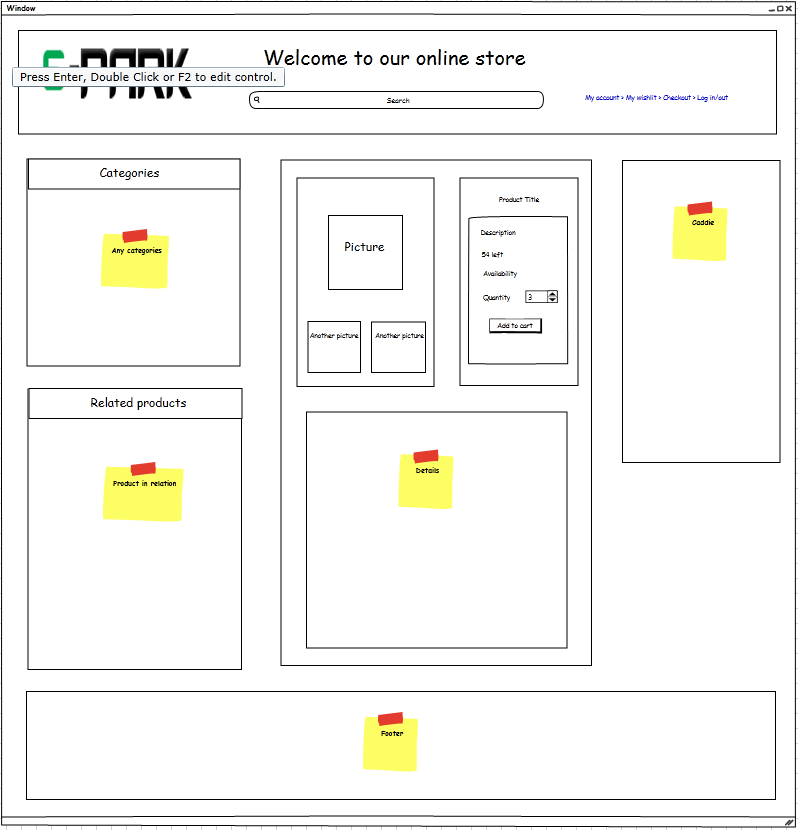 Window
Welcome to our online store
PARK
Press Enter, Double Click or F2 to edit control.
Search
My account > My wishlit > Checkout > Log in/out
Categories
Any categories
Related products
Product in relation
Picture
Another picture
Another picture
Product Title
Description
54 left
Availability
Quantity 3
Add to cart
Details
Caddie
Footer